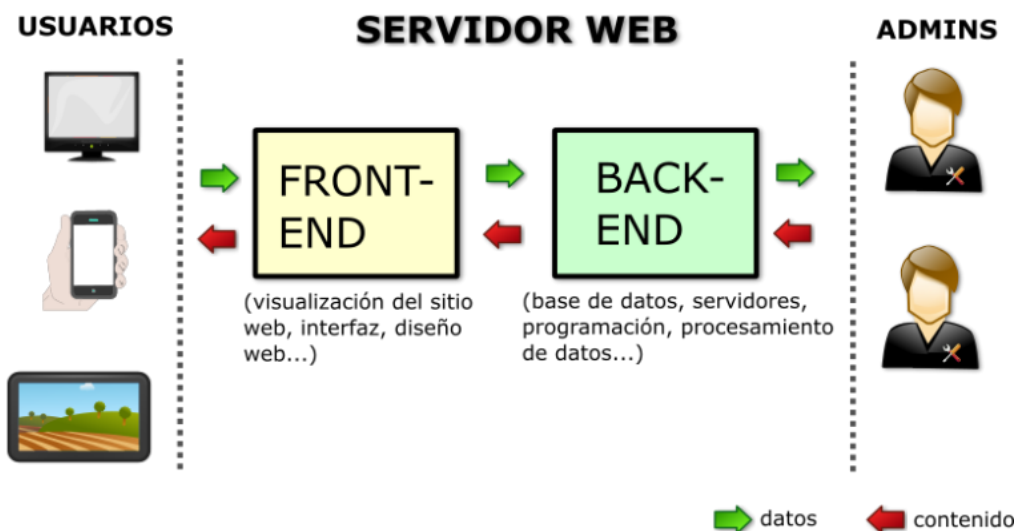 USUARIOS
SERVIDOR WEB
ADMINS
FRONT-
END
BACK-
END
(visualización del sitio
web, interfaz, diseño
web...)
(base de datos, servidores,
programación, procesamiento
de datos...)
datos
contenido